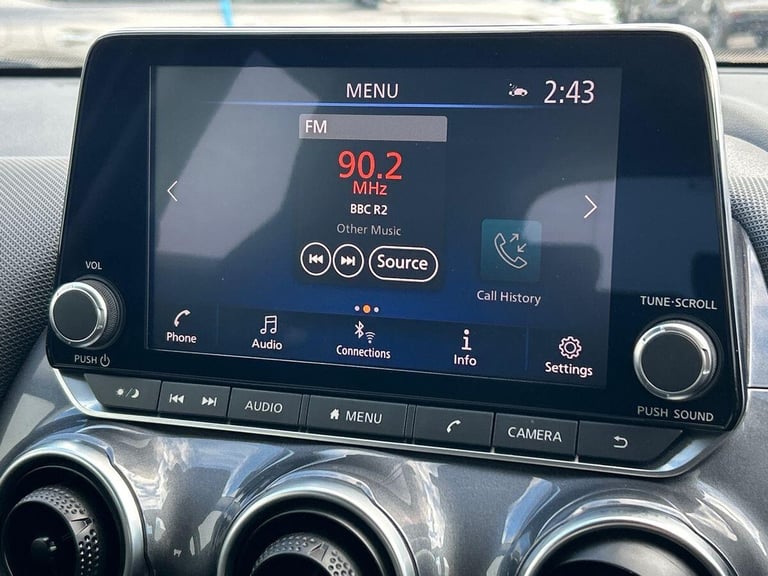 MENU
2:43
FM
90.2
MHz
BBC R2
Other Music
Source
Call History
VOL
PUSH
TUNE·SCROLL
PUSH SOUND
Phone
Audio
Connections
Info
Settings
AUDIO
MENU
CAMERA